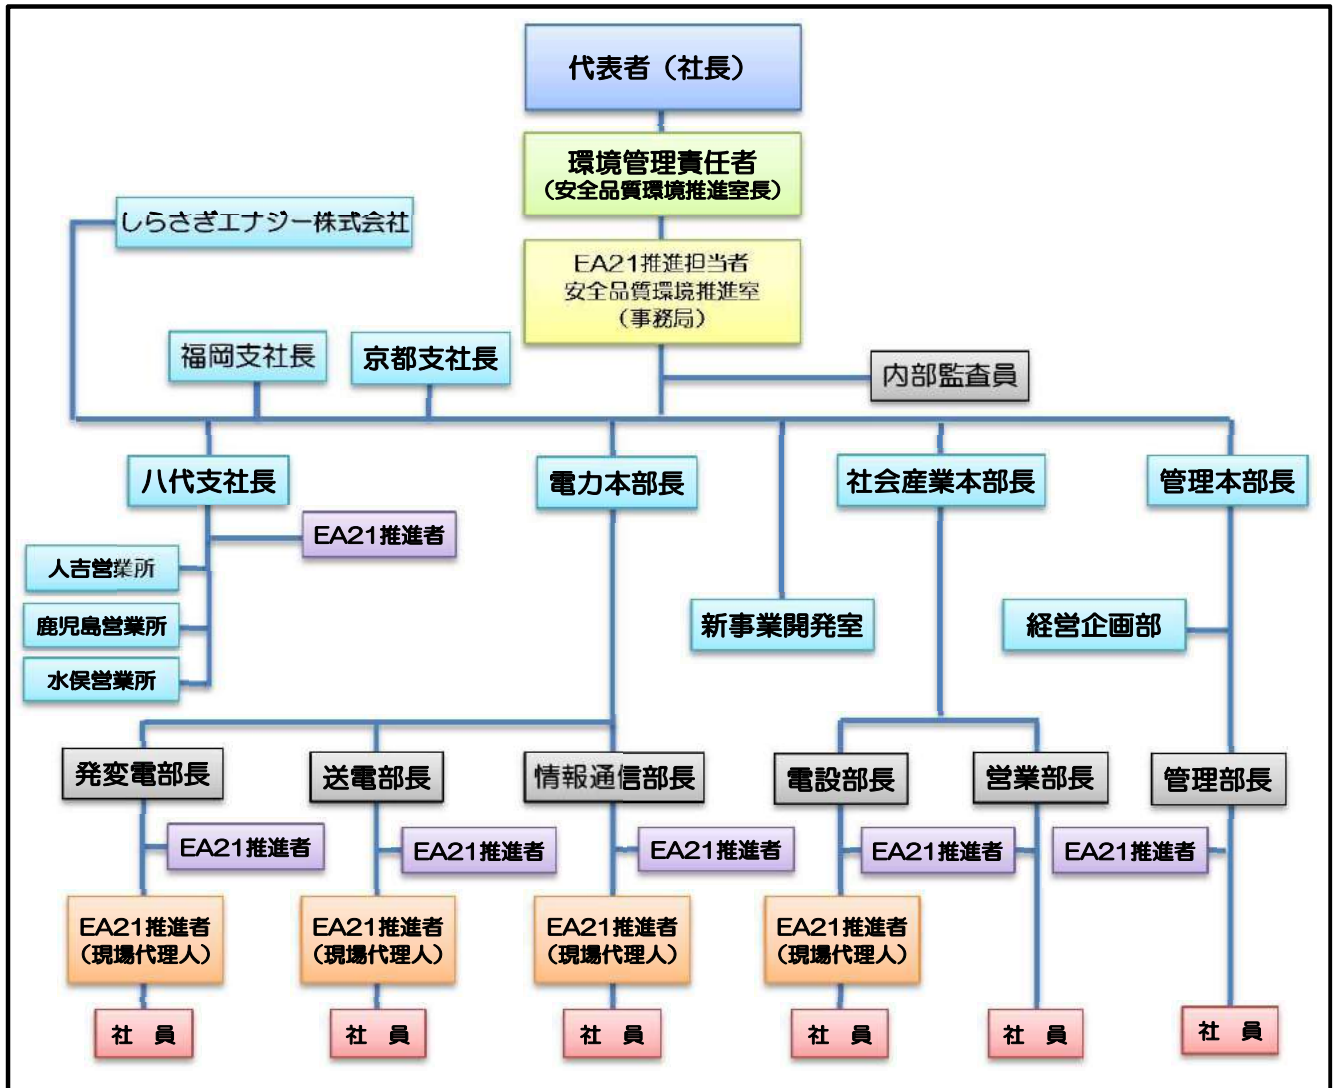 代表者（社長）
環境管理責任者
（安全品質環境推進室長）
しらさぎエナジー株式会社
EA21推進担当者
安全品質環境推進室
（事務局）
福岡支社長
京都支社長
内部監査員
八代支社長
電力本部長
社会産業本部長
管理本部長
EA21推進者
人吉営業所
鹿児島営業所
水俣営業所
新事業開発室
経営企画部
発変電部長
送電部長
情報通信部長
電設部長
営業部長
管理部長
EA21推進者
EA21推進者
EA21推進者
EA21推進者
EA21推進者
EA21推進者
（現場代理人）
EA21推進者
（現場代理人）
EA21推進者
（現場代理人）
EA21推進者
（現場代理人）
社　員
社　員
社　員
社　員
社　員
社　員